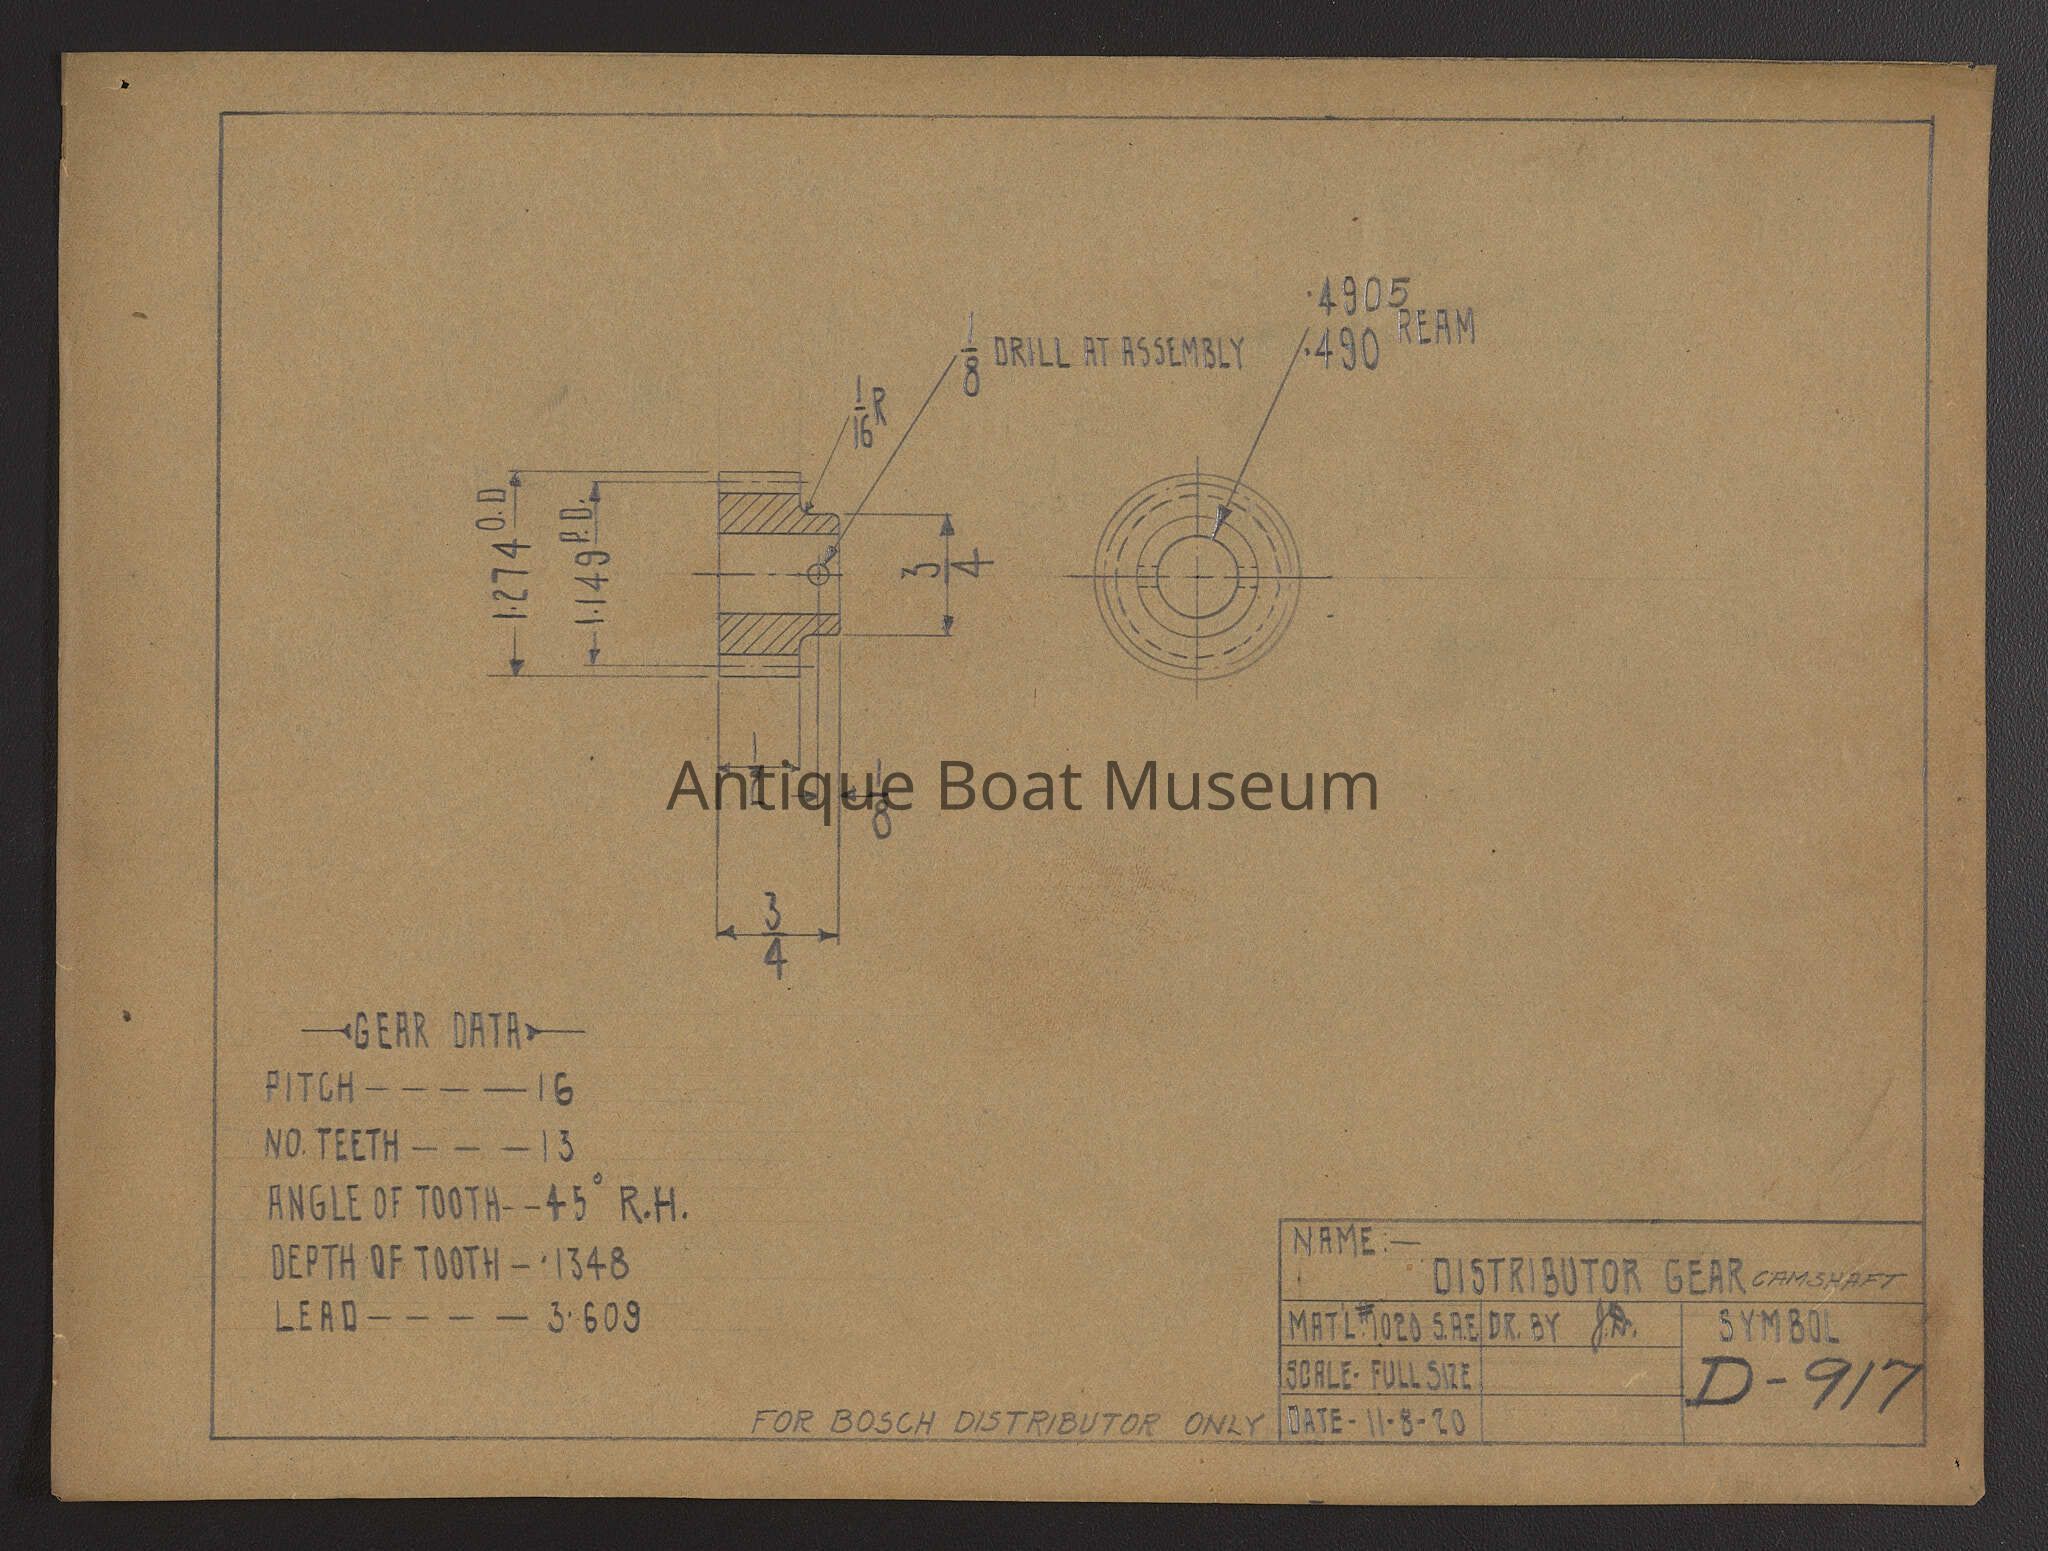 .4905
.490 REAM
1/8 DRILL AT ASSEMBLY
1/16 R
1.274 O.D
1.149 P.D.
3/4
1/2
1/8
Antique Boat Museum
3/4
GEAR DATA
PITCH - - - - 16
NO. TEETH - - - 13
ANGLE OF TOOTH - - 45° R.H.
DEPTH OF TOOTH - .1348
LEAD - - - - 3.609
NAME:-
DISTRIBUTOR GEAR CAMSHAFT
MAT'L. #1020 S.A.E DR. BY
SYMBOL
D-917
SCALE- FULL SIZE
DATE- 11-8-20
FOR BOSCH DISTRIBUTOR ONLY